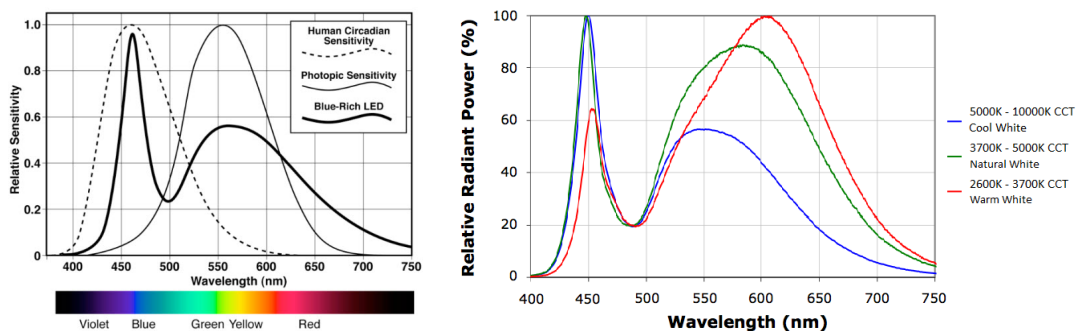 Relative Sensitivity
1.0
0.8
0.6
0.4
0.2
0
Human Circadian
Sensitivity
Photopic Sensitivity
Blue-Rich LED
400 450 500 550 600 650 700 750
Wavelength (nm)
Violet Blue Green Yellow Red
Relative Radiant Power (%)
100
80
60
40
20
0
400 450 500 550 600 650 700 750
Wavelength (nm)
5000K - 10000K CCT
Cool White
3700K - 5000K CCT
Natural White
2600K - 3700K CCT
Warm White